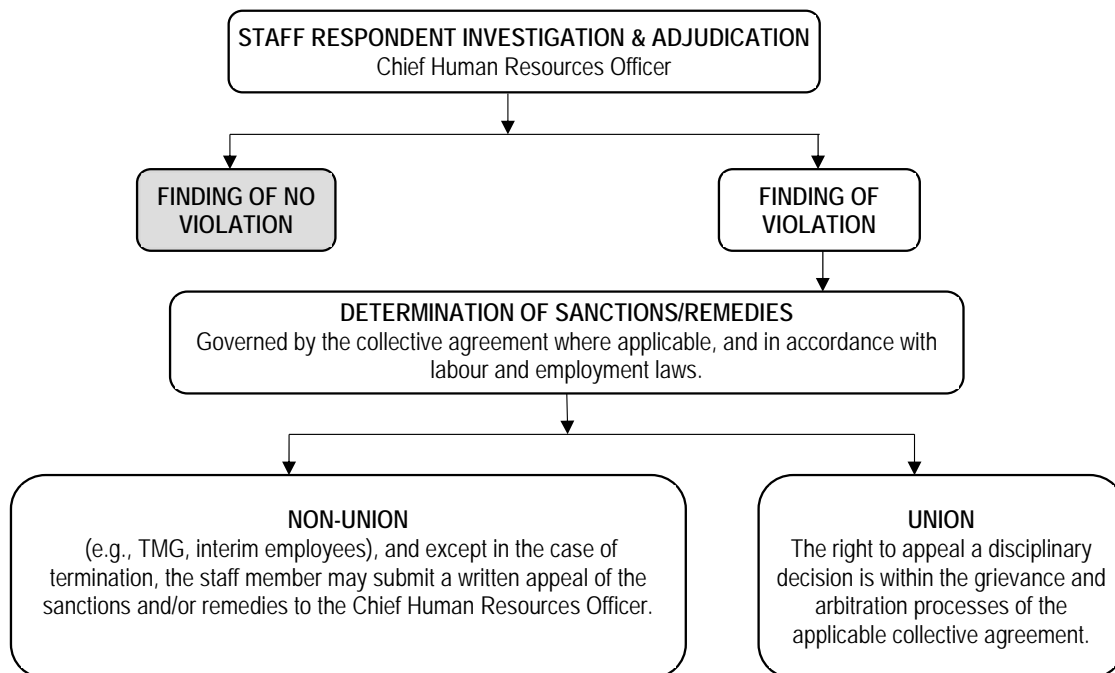 STAFF RESPONDENT INVESTIGATION & ADJUDICATION
Chief Human Resources Officer
FINDING OF NO
VIOLATION
FINDING OF
VIOLATION
DETERMINATION OF SANCTIONS/REMEDIES
Governed by the collective agreement where applicable, and in accordance with
labour and employment laws.
NON-UNION
(e.g., TMG, interim employees), and except in the case of
termination, the staff member may submit a written appeal of the
sanctions and/or remedies to the Chief Human Resources Officer.
UNION
The right to appeal a disciplinary
decision is within the grievance and
arbitration processes of the
applicable collective agreement.